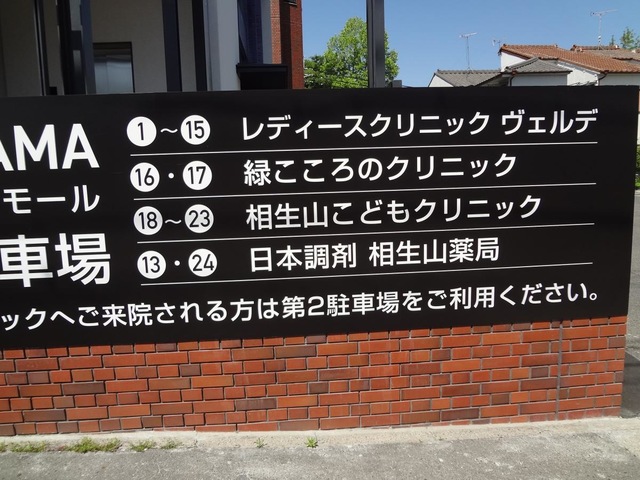 AMA
モール
車場
①～⑮ レディースクリニック ヴェルデ
⑯・⑰ 緑こころのクリニック
⑱～㉓ 相生山こどもクリニック
⑬・㉔ 日本調剤 相生山薬局
ックへご来院される方は第2駐車場をご利用ください。